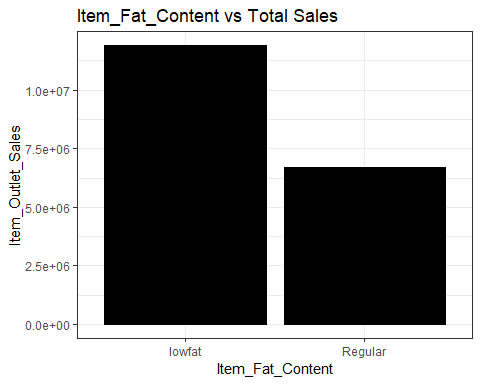 Item_Fat_Content vs Total Sales
Item_Outlet_Sales
1.0e+07
7.5e+06
5.0e+06
2.5e+06
0.0e+00
lowfat
Regular
Item_Fat_Content